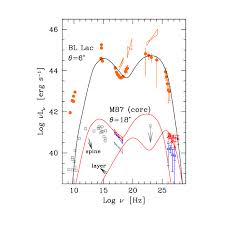 BL Lac
θ=6°
M87 (core)
θ=18°
spine
layer
44
42
40
10
15
20
25
Log νLν [erg s⁻¹]
Log ν [Hz]